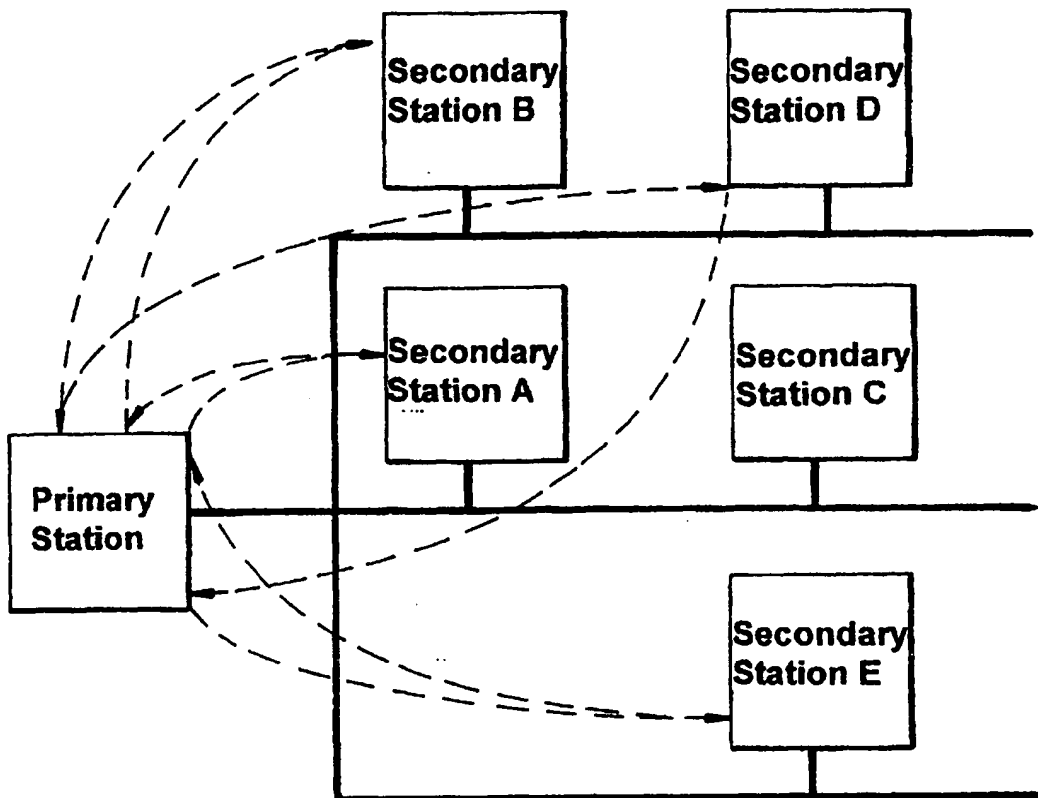 Secondary
Station B
Secondary
Station D
Secondary
Station A
Secondary
Station C
Primary
Station
Secondary
Station E